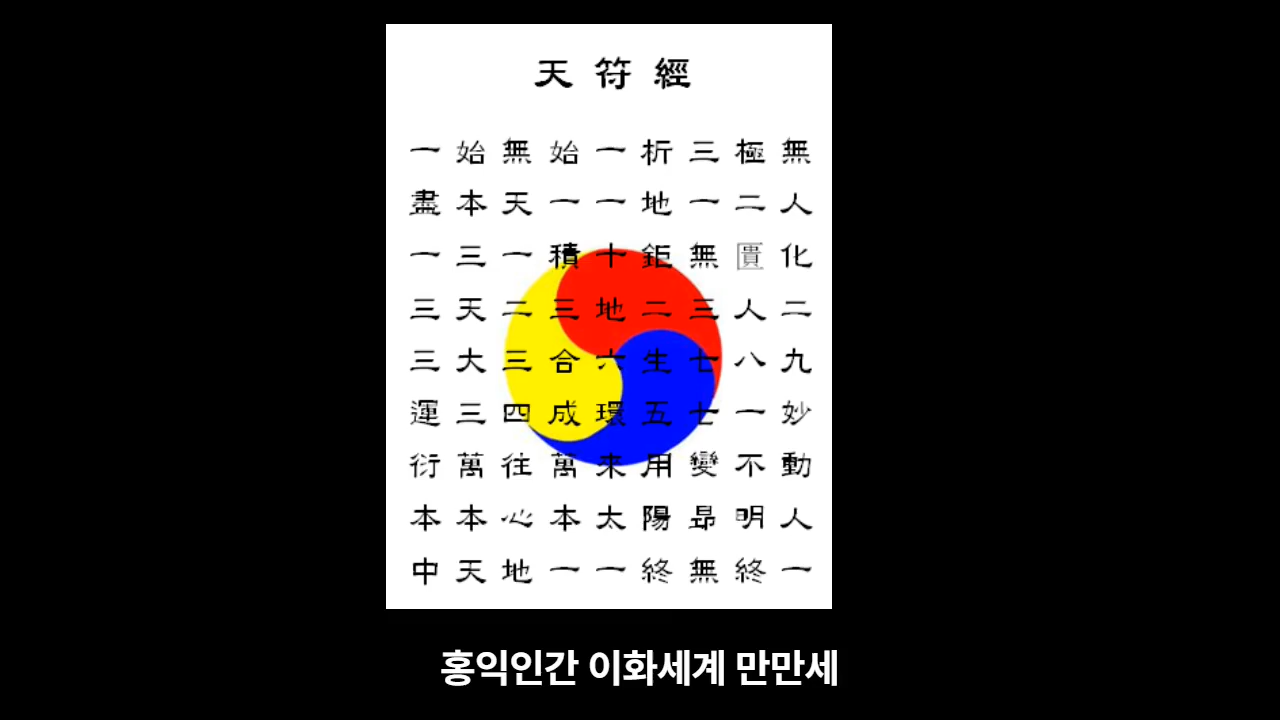 天符經
一始無始一析三極無
盡本天一一地一二人
一三一積十鉅無匱化
三天二三地二三人二
三大三合六生七八九
運三四成環五七一妙
衍萬往萬來用變不動
本本心本太陽昻明人
中天地一一終無終一
홍익인간 이화세계 만만세